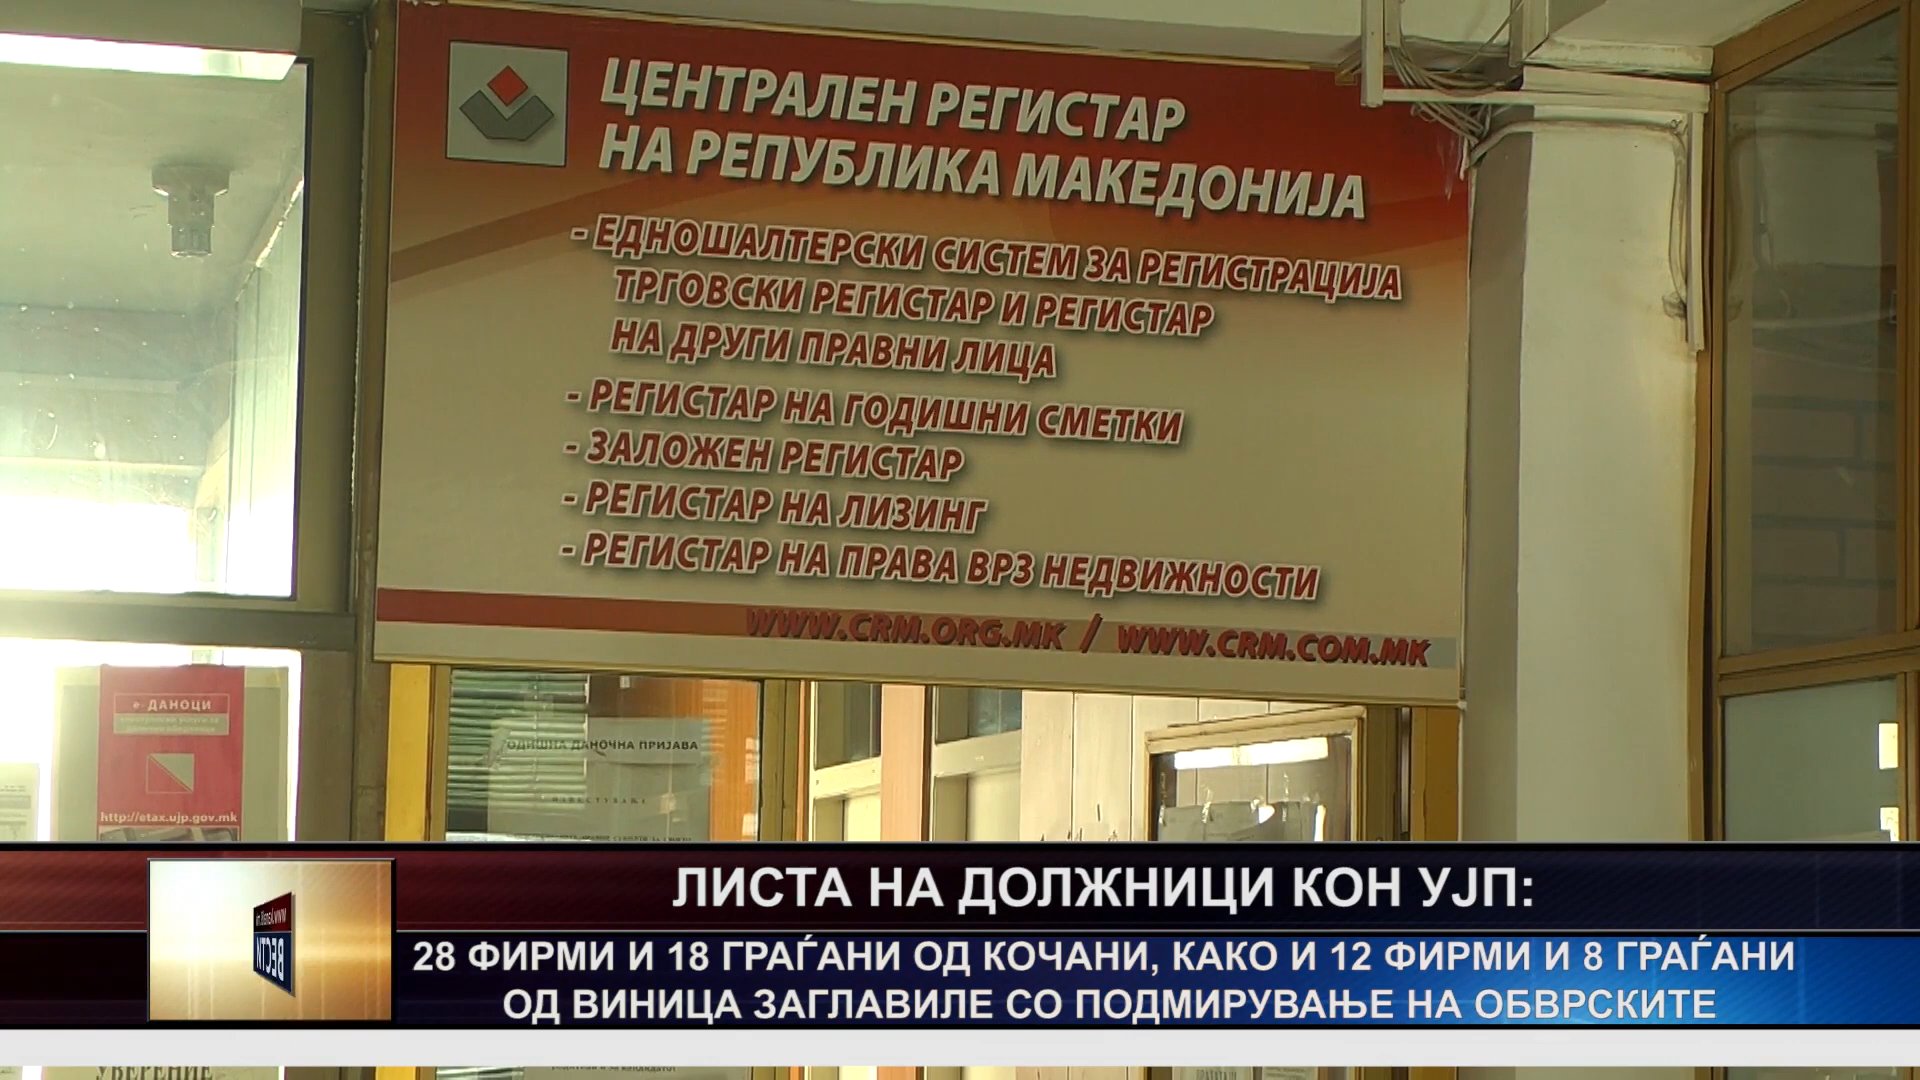 ЦЕНТРАЛЕН РЕГИСТАР
НА РЕПУБЛИКА МАКЕДОНИЈА
- ЕДНОШАЛТЕРСКИ СИСТЕМ ЗА РЕГИСТРАЦИЈА
ТРГОВСКИ РЕГИСТАР И РЕГИСТАР
НА ДРУГИ ПРАВНИ ЛИЦА
- РЕГИСТАР НА ГОДИШНИ СМЕТКИ
- ЗАЛОЖЕН РЕГИСТАР
- РЕГИСТАР НА ЛИЗИНГ
- РЕГИСТАР НА ПРАВА ВРЗ НЕДВИЖНОСТИ
WWW.CRM.ORG.MK / WWW.CRM.COM.MK
е-ДАНОЦИ
http://etax.ujp.gov.mk
ДАНОЧНА ПРИЈАВА
ЛИСТА НА ДОЛЖНИЦИ КОН УЈП:
28 ФИРМИ И 18 ГРАЃАНИ ОД КОЧАНИ, КАКО И 12 ФИРМИ И 8 ГРАЃАНИ
ОД ВИНИЦА ЗАГЛАВИЛЕ СО ПОДМИРУВАЊЕ НА ОБВРСКИТЕ
ВЕСТИ
УВЕРЕНИЕ